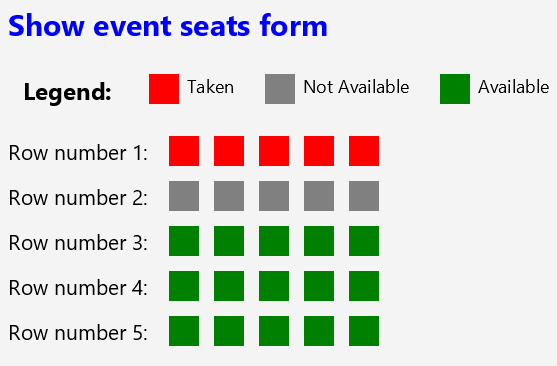 Show event seats form
Legend: Taken Not Available Available
Row number 1:
Row number 2:
Row number 3:
Row number 4:
Row number 5: